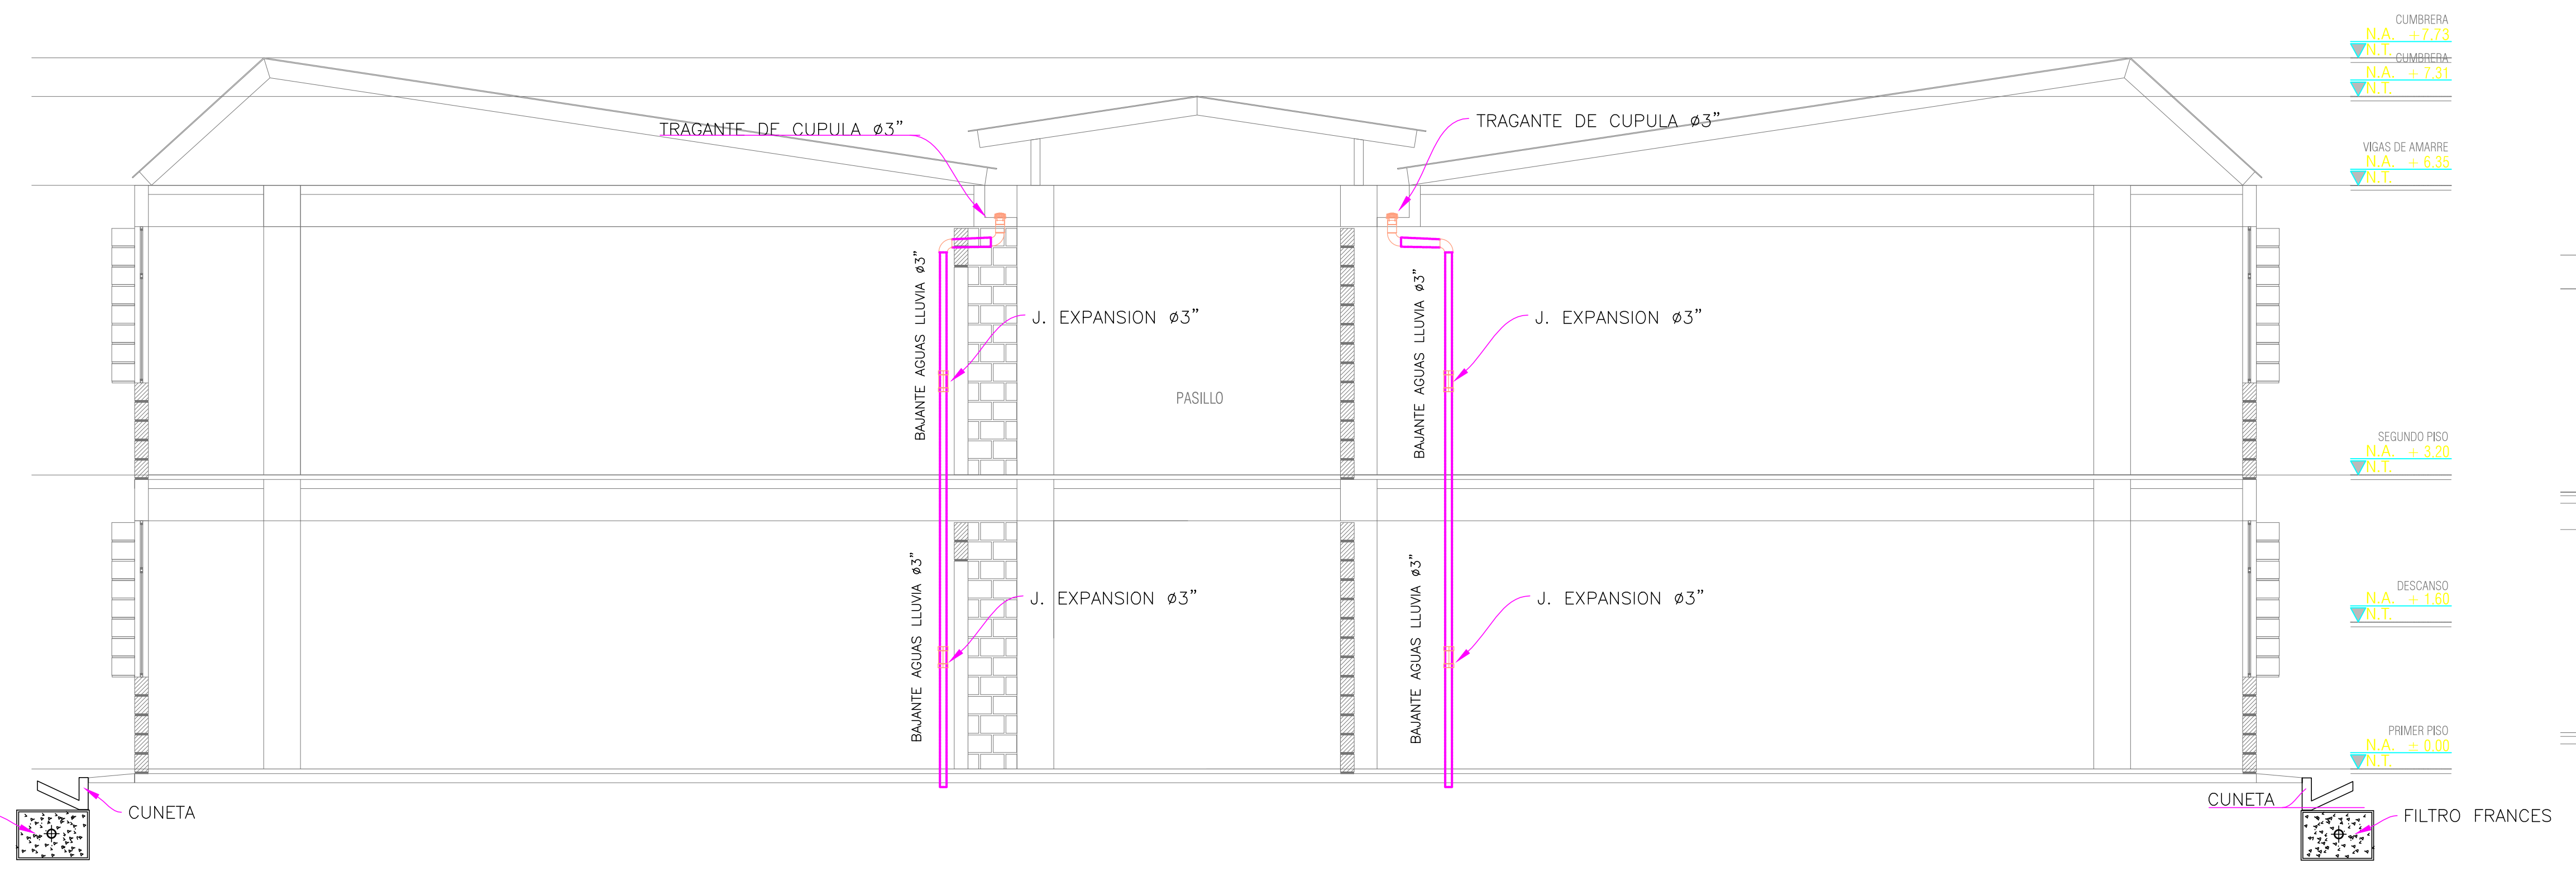 CUMBRERA
N.A. +7.73
N.T.
CUMBRERA
N.A. + 7.31
N.T.
TRAGANTE DE CUPULA ø3"
TRAGANTE DE CUPULA ø3"
VIGAS DE AMARRE
N.A. + 6.35
N.T.
BAJANTE AGUAS LLUVIA ø3"
J. EXPANSION ø3"
BAJANTE AGUAS LLUVIA ø3"
J. EXPANSION ø3"
PASILLO
SEGUNDO PISO
N.A. + 3.20
N.T.
BAJANTE AGUAS LLUVIA ø3"
J. EXPANSION ø3"
BAJANTE AGUAS LLUVIA ø3"
J. EXPANSION ø3"
DESCANSO
N.A. + 1.60
N.T.
PRIMER PISO
N.A. ± 0.00
N.T.
CUNETA
CUNETA
FILTRO FRANCES